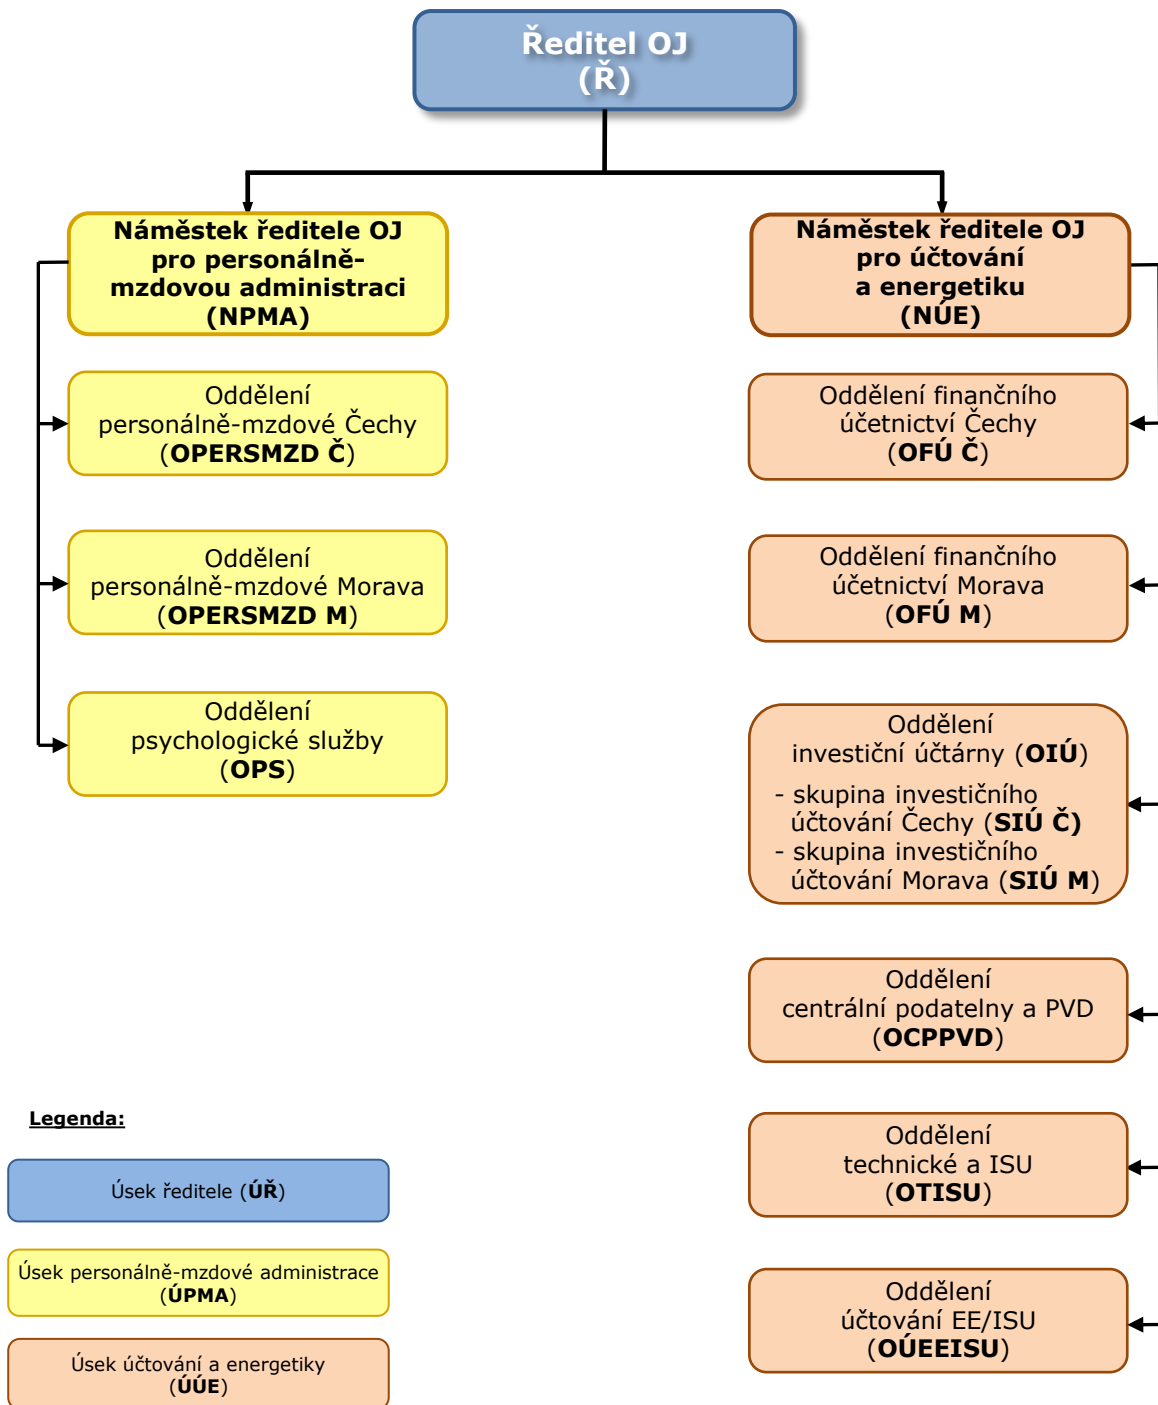 Ředitel OJ
(Ř)
Náměstek ředitele OJ
pro personálně-
mzdovou administraci
(NPMA)
Oddělení
personálně-mzdové Čechy
(OPERSMZD Č)
Oddělení
personálně-mzdové Morava
(OPERSMZD M)
Oddělení
psychologické služby
(OPS)
Náměstek ředitele OJ
pro účtování
a energetiku
(NÚE)
Oddělení finančního
účetnictví Čechy
(OFÚ Č)
Oddělení finančního
účetnictví Morava
(OFÚ M)
Oddělení
investiční účtárny (OIÚ)
- skupina investičního
účtování Čechy (SIÚ Č)
- skupina investičního
účtování Morava (SIÚ M)
Oddělení
centrální podatelny a PVD
(OCPPVD)
Oddělení
technické a ISU
(OTISU)
Oddělení
účtování EE/ISU
(OÚEEISU)
Legenda:
Úsek ředitele (ÚŘ)
Úsek personálně-mzdové administrace
(ÚPMA)
Úsek účtování a energetiky
(ÚÚE)